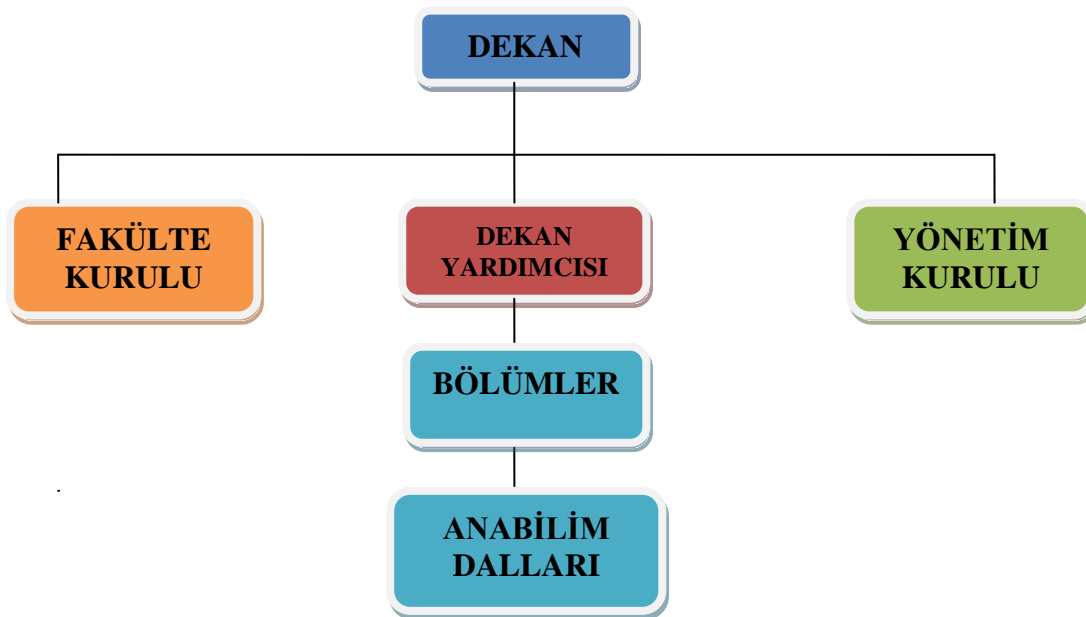 DEKAN
FAKÜLTE
KURULU
DEKAN
YARDIMCISI
YÖNETİM
KURULU
BÖLÜMLER
ANABİLİM
DALLARI